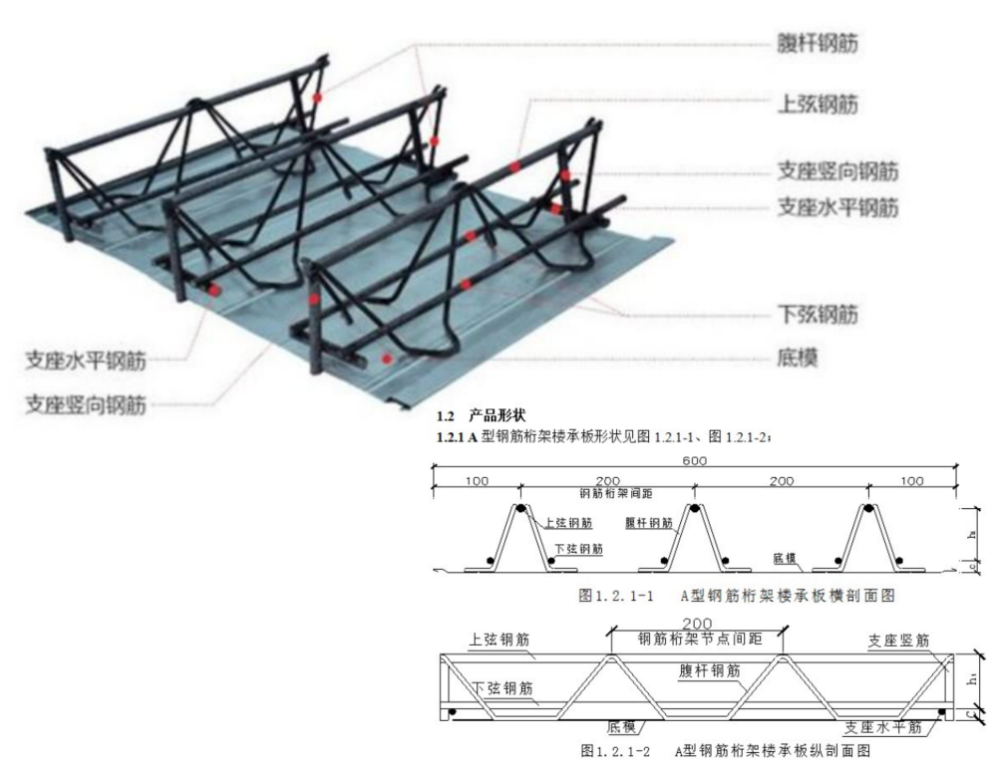 腹杆钢筋
上弦钢筋
支座竖向钢筋
支座水平钢筋
下弦钢筋
底模
支座水平钢筋
支座竖向钢筋
1.2 产品形状
1.2.1 A 型钢筋桁架楼承板形状见图 1.2.1-1、图 1.2.1-2；
600
100 200 200 100
钢筋桁架间距
上弦钢筋 腹杆钢筋
下弦钢筋 底模
h
c
图1.2.1-1 A型钢筋桁架楼承板横剖面图
200
上弦钢筋 钢筋桁架节点间距 支座竖筋
下弦钢筋 腹杆钢筋
h₁
C
底模 支座水平筋
图1.2.1-2 A型钢筋桁架楼承板纵剖面图